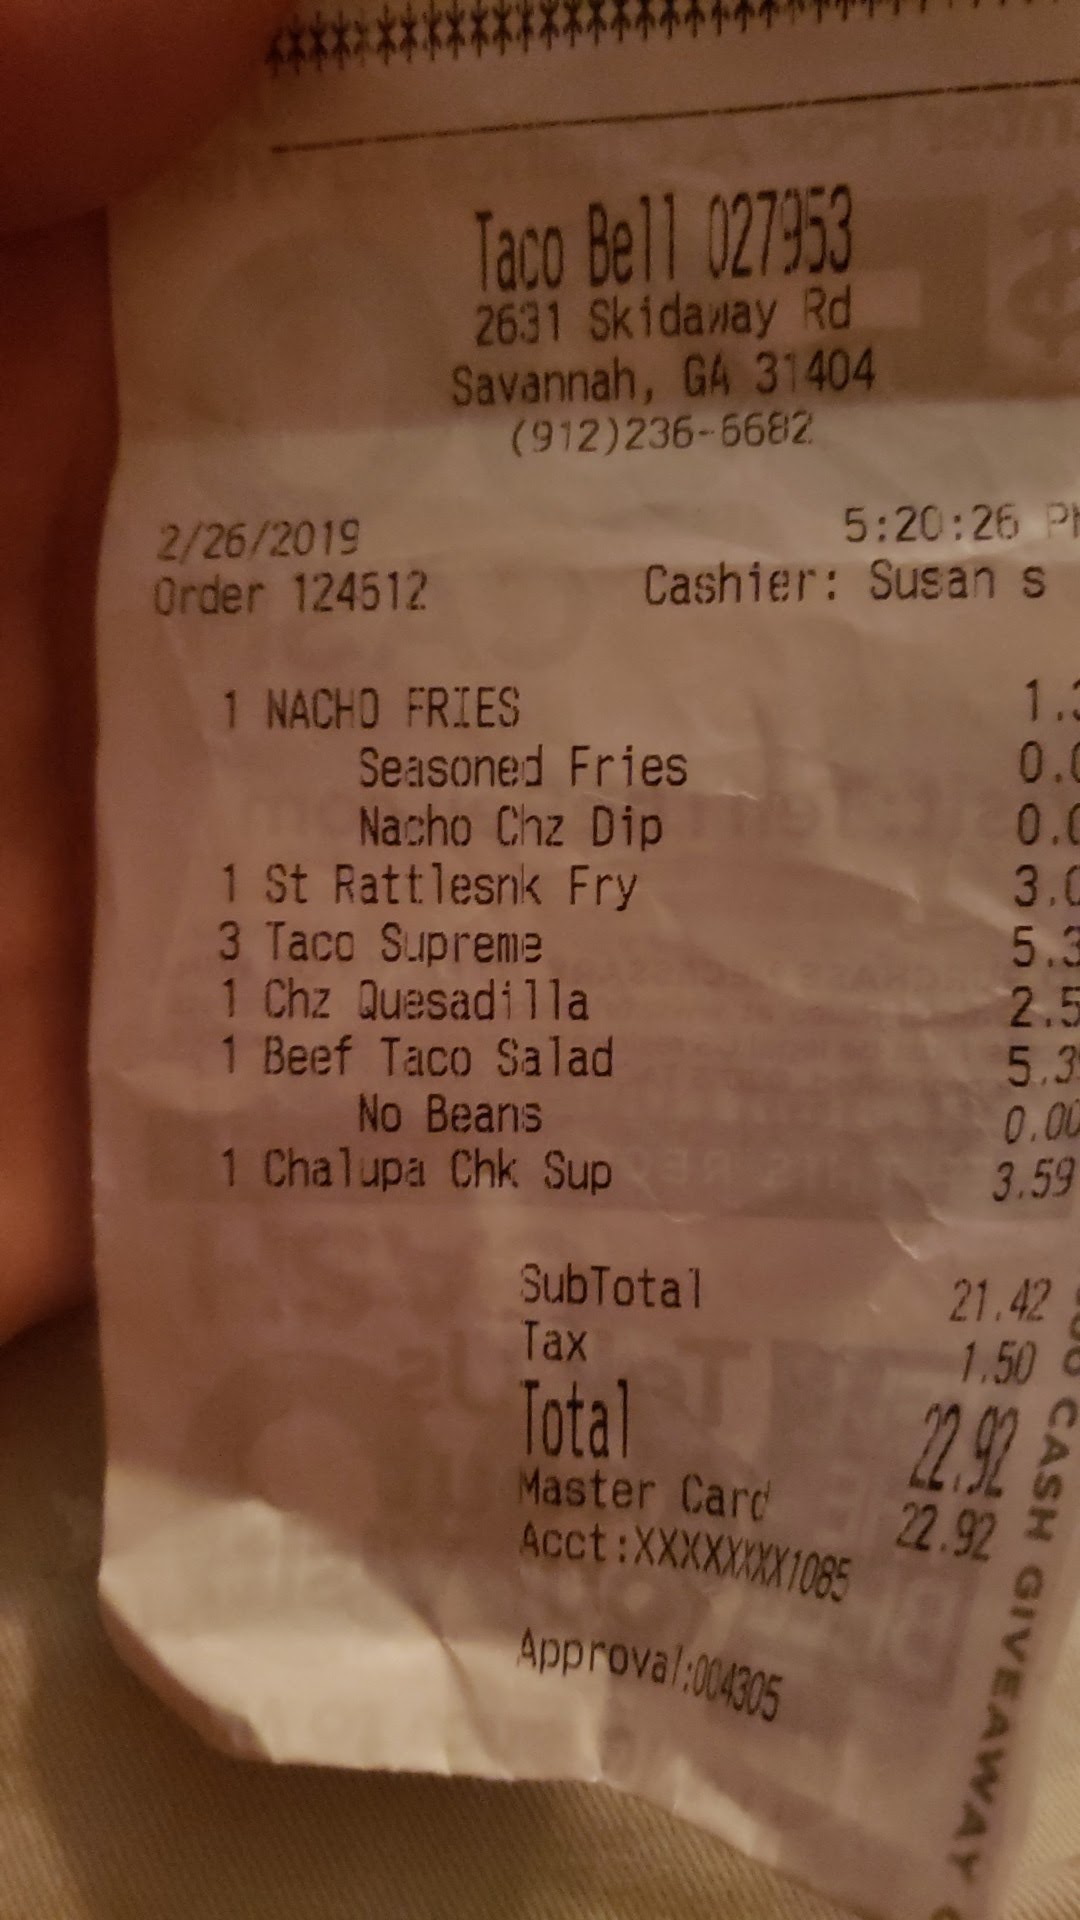 Taco Bell 027953
2631 Skidaway Rd
Savannah, GA 31404
(912)236-6682
2/26/2019 5:20:26
Order 124512 Cashier: Susan s
1 NACHO FRIES
Seasoned Fries
Nacho Chz Dip
1 St Rattlesnk Fry
3 Taco Supreme
1 Chz Quesadilla
1 Beef Taco Salad
No Beans 0.00
1 Chalupa Chk Sup 3.59
SubTotal 21.42
Tax 1.50
Total 22.92
Master Card 22.92
Acct:XXXXXXXX1085
Approval:004305
CASH GIVEAWAY